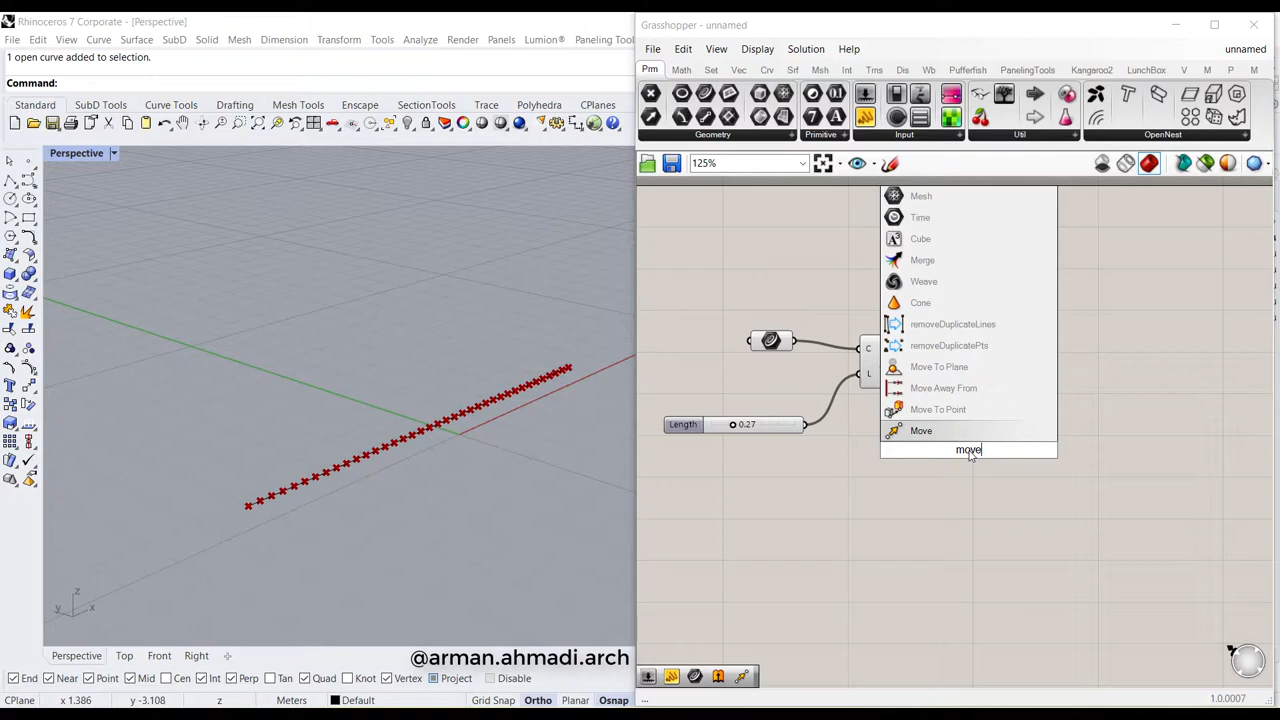 Rhinoceros 7 Corporate - [Perspective]
File Edit View Curve Surface SubD Solid Mesh Dimension Transform Tools Analyze Render Panels Lumion® Paneling Tool
1 open curve added to selection.
Command:
Standard SubD Tools Curve Tools Drafting Mesh Tools Enscape SectionTools Trace Polyhedra CPlanes
Perspective
z
y x
@arman.ahmadi.arch
Perspective Top Front Right
End Near Point Mid Cen Int Perp Tan Quad Knot Vertex Project Disable
CPlane x 1.386 y -3.108 z Meters Default Grid Snap Ortho Planar Osnap
Grasshopper - unnamed
File Edit View Display Solution Help unnamed
Prm Math Set Vec Crv Srf Msh Int Trns Dis Wb Pufferfish PanelingTools Kangaroo2 LunchBox V M P M
Geometry Primitive Input Util OpenNest
125%
Mesh
Time
Cube
Merge
Weave
Cone
removeDuplicateLines
removeDuplicatePts
Move To Plane
Move Away From
Move To Point
Move
move
C
L
Length 0.27
... 1.0.0007